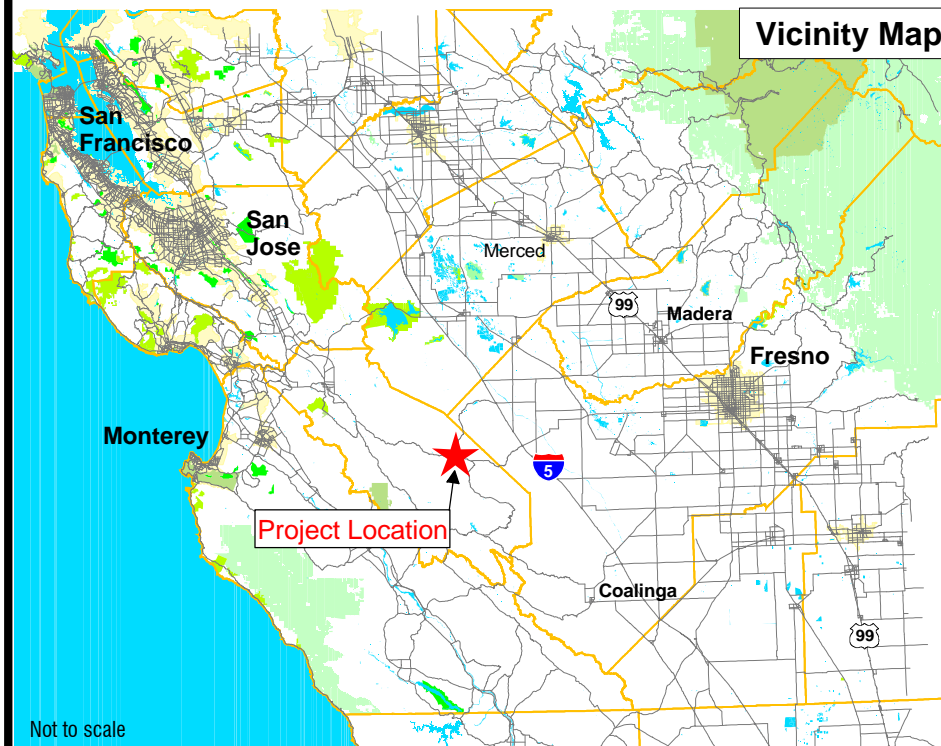 Vicinity Map
San
Francisco
San
Jose
Merced
99
Madera
Fresno
Monterey
5
Project Location
Coalinga
99
Not to scale